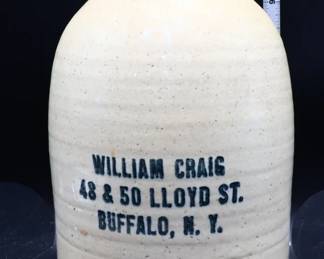 WILLIAM CRAIG
48 & 50 LLOYD ST.
BUFFALO, N. Y.